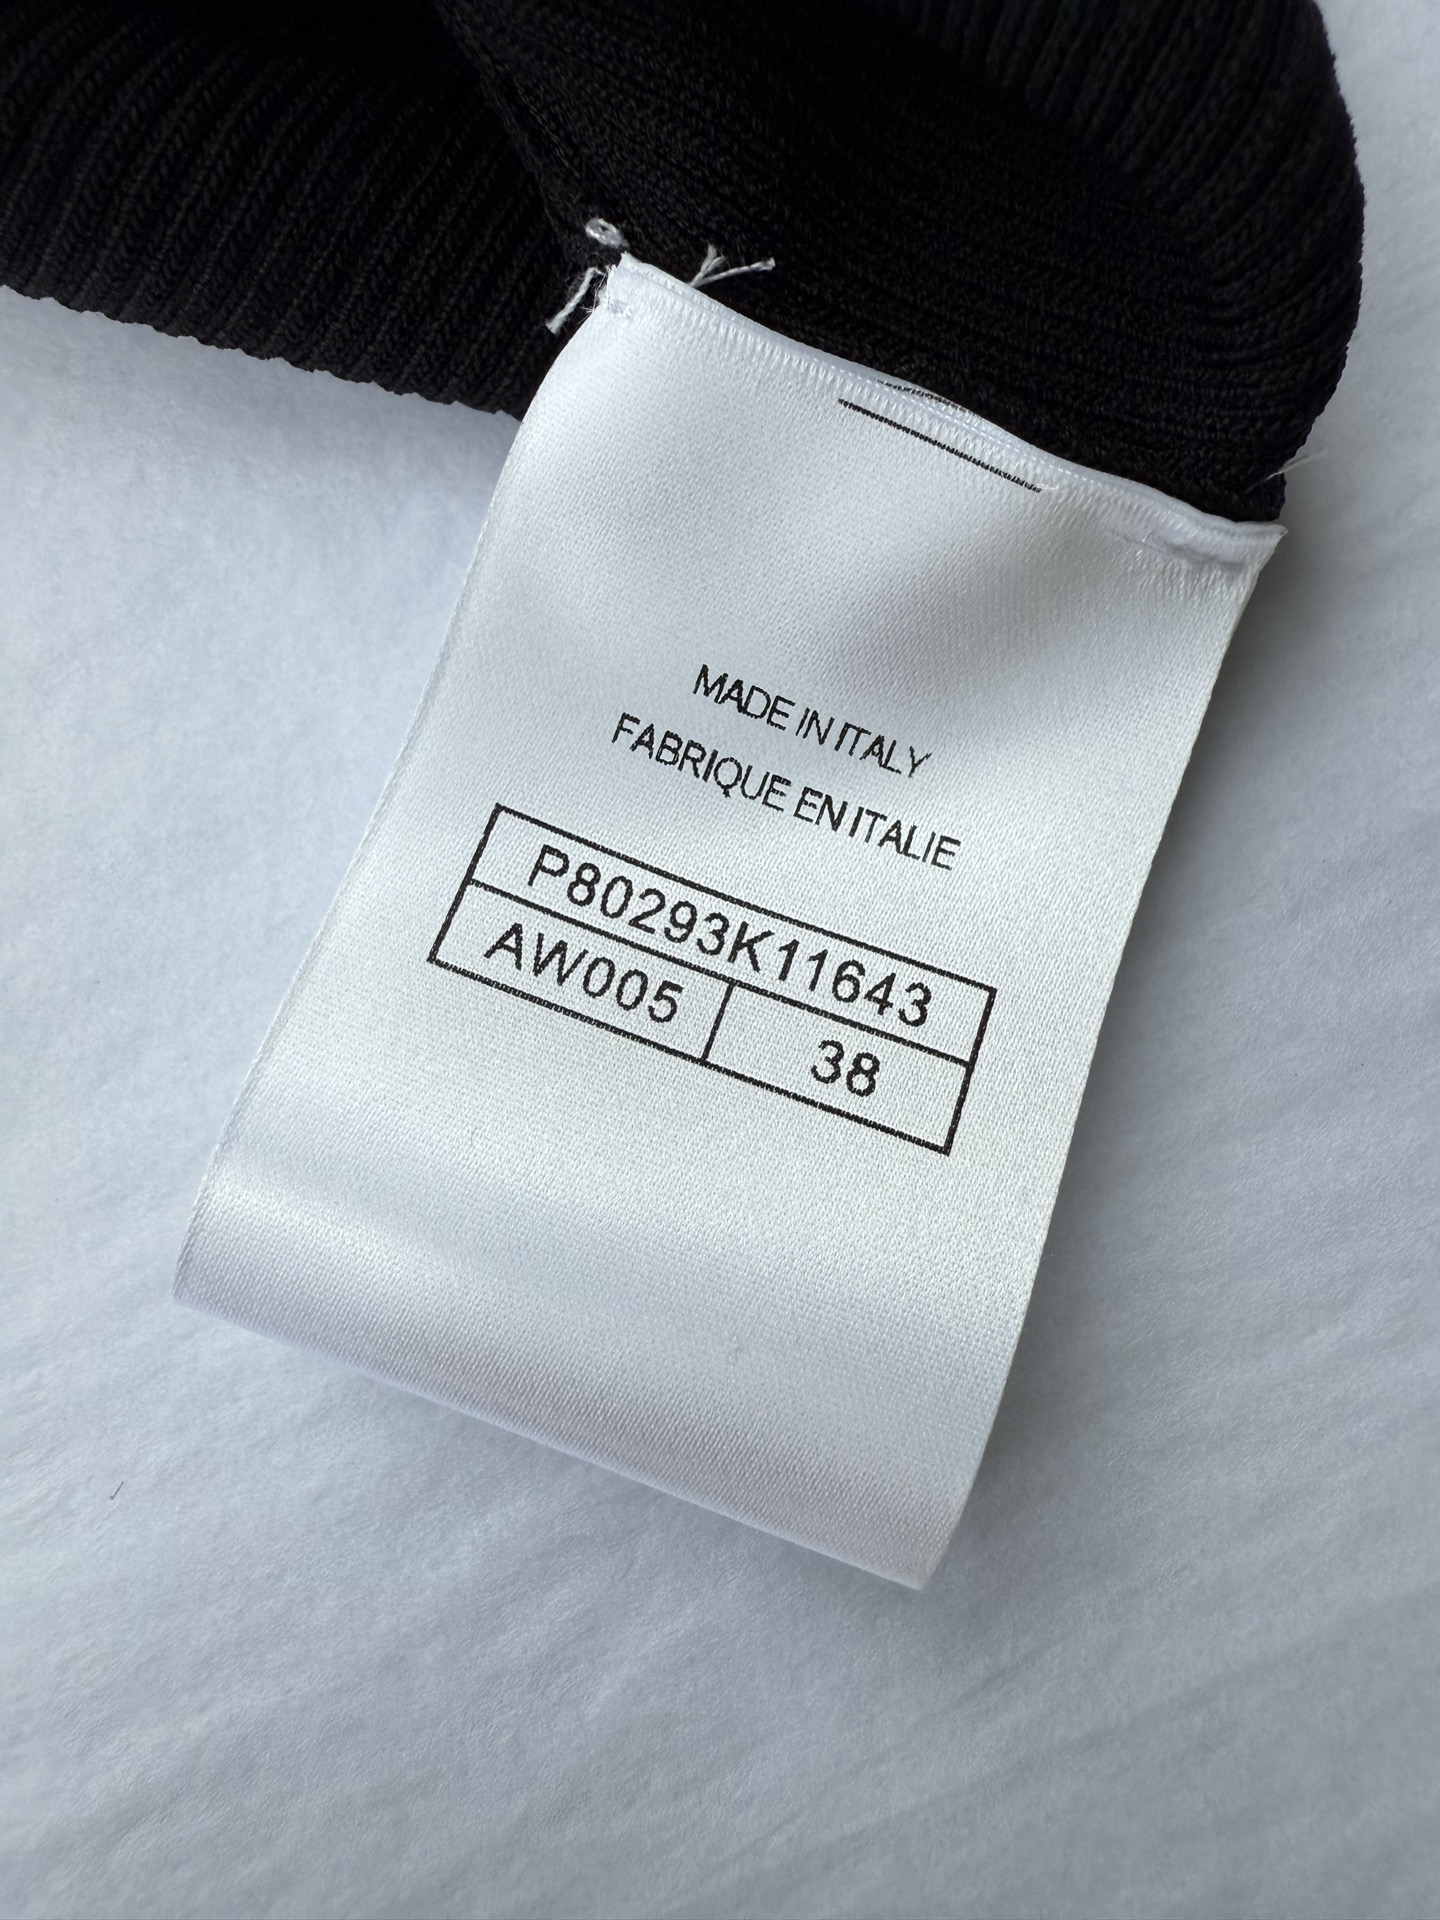 MADE IN ITALY
FABRIQUE EN ITALIE
P80293K11643
AW005 38